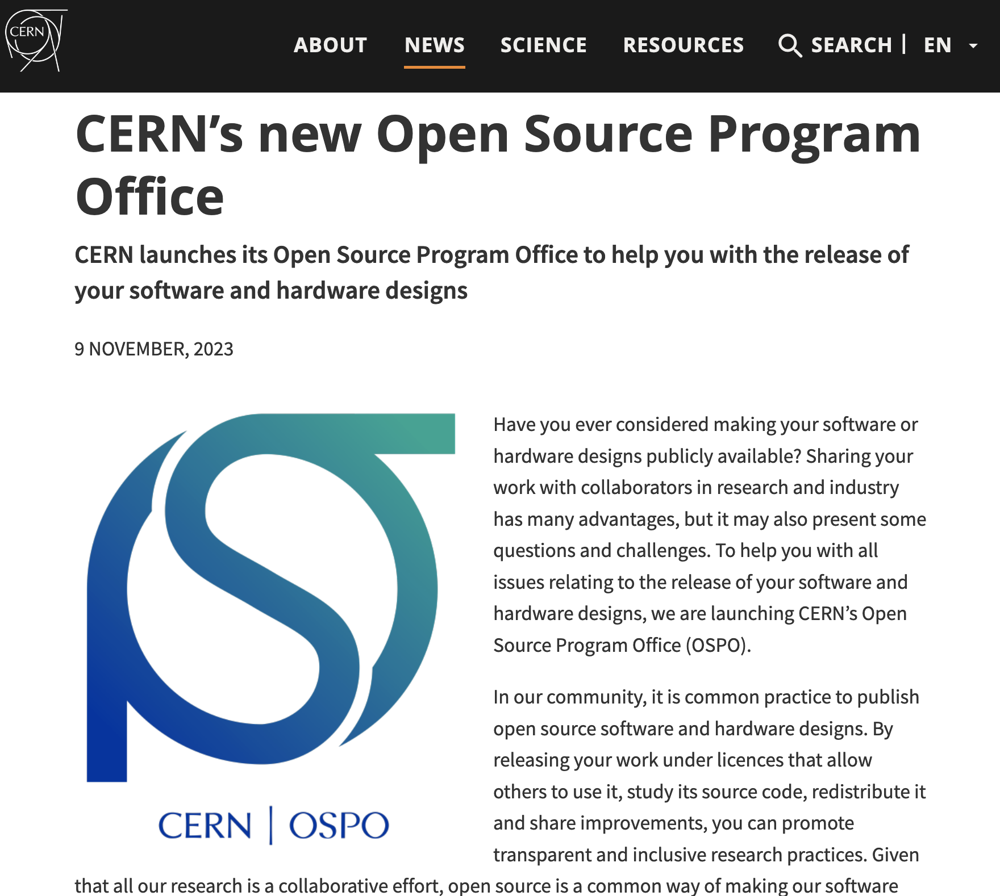 CERN
ABOUT
NEWS
SCIENCE
RESOURCES
SEARCH |
EN
CERN’s new Open Source Program
Office
CERN launches its Open Source Program Office to help you with the release of
your software and hardware designs
9 NOVEMBER, 2023
CERN | OSPO
Have you ever considered making your software or
hardware designs publicly available? Sharing your
work with collaborators in research and industry
has many advantages, but it may also present some
questions and challenges. To help you with all
issues relating to the release of your software and
hardware designs, we are launching CERN’s Open
Source Program Office (OSPO).
In our community, it is common practice to publish
open source software and hardware designs. By
releasing your work under licences that allow
others to use it, study its source code, redistribute it
and share improvements, you can promote
transparent and inclusive research practices. Given
that all our research is a collaborative effort, open source is a common way of making our software